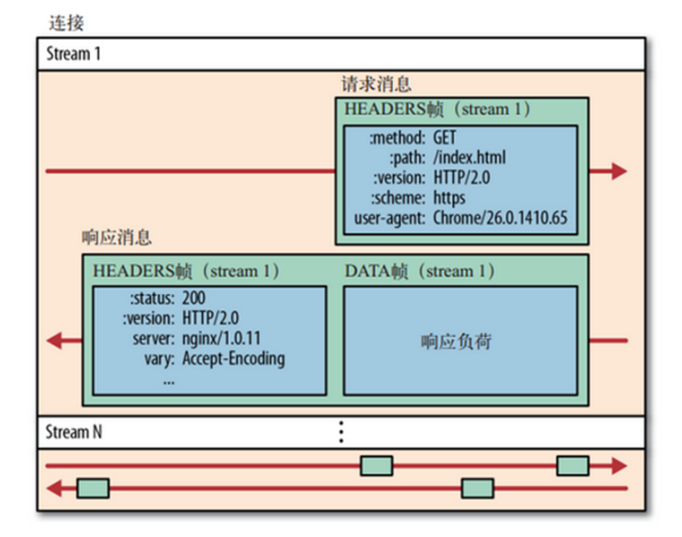 连接
Stream 1
请求消息
HEADERS帧（stream 1）
:method: GET
:path: /index.html
:version: HTTP/2.0
:scheme: https
user-agent: Chrome/26.0.1410.65
响应消息
HEADERS帧（stream 1）
:status: 200
:version: HTTP/2.0
server: nginx/1.0.11
vary: Accept-Encoding
...
DATA帧（stream 1）
响应负荷
Stream N